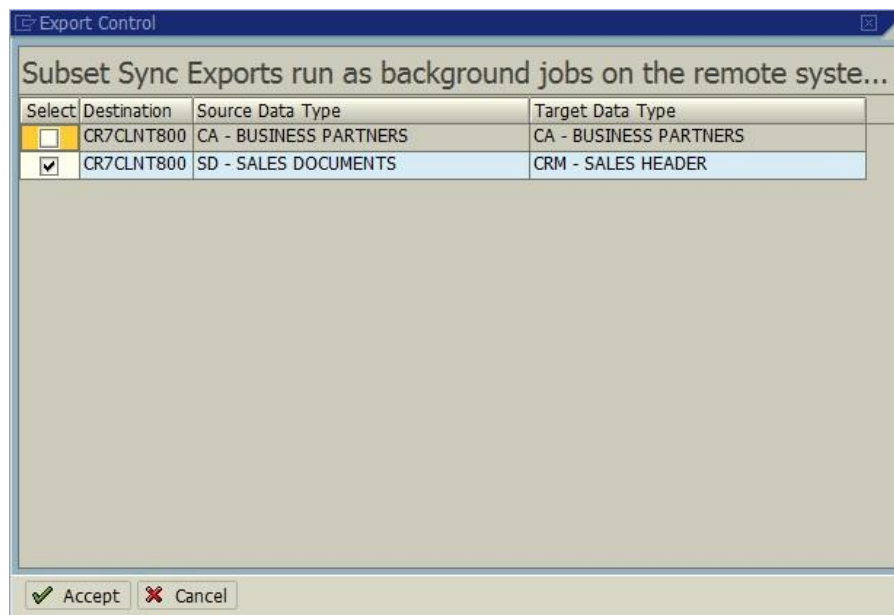 Export Control
Subset Sync Exports run as background jobs on the remote syste...
Select Destination Source Data Type Target Data Type
CR7CLNT800 CA - BUSINESS PARTNERS CA - BUSINESS PARTNERS
CR7CLNT800 SD - SALES DOCUMENTS CRM - SALES HEADER
Accept Cancel